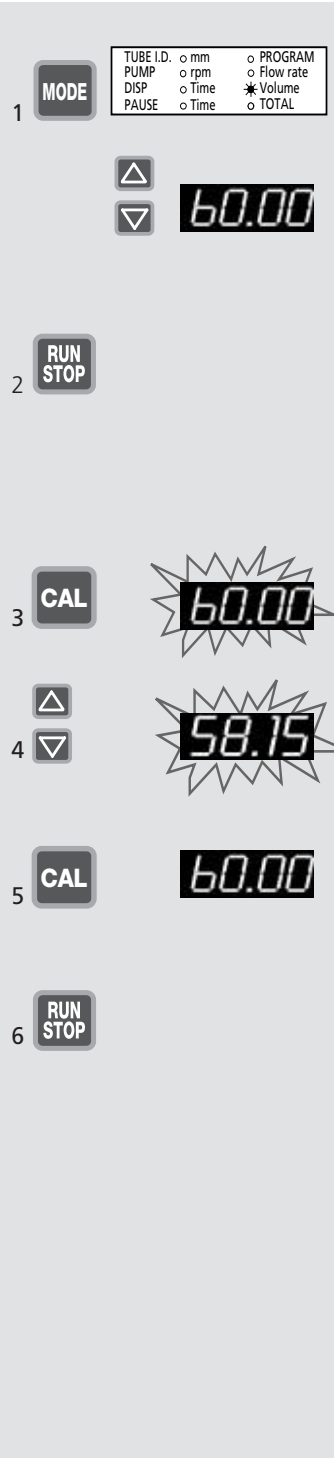 TUBE I.D. mm PROGRAM
PUMP rpm Flow rate
DISP Time Volume
PAUSE Time TOTAL
1 MODE
60.00
2 RUN STOP
3 CAL 60.00
4 58.15
5 CAL 60.00
6 RUN STOP